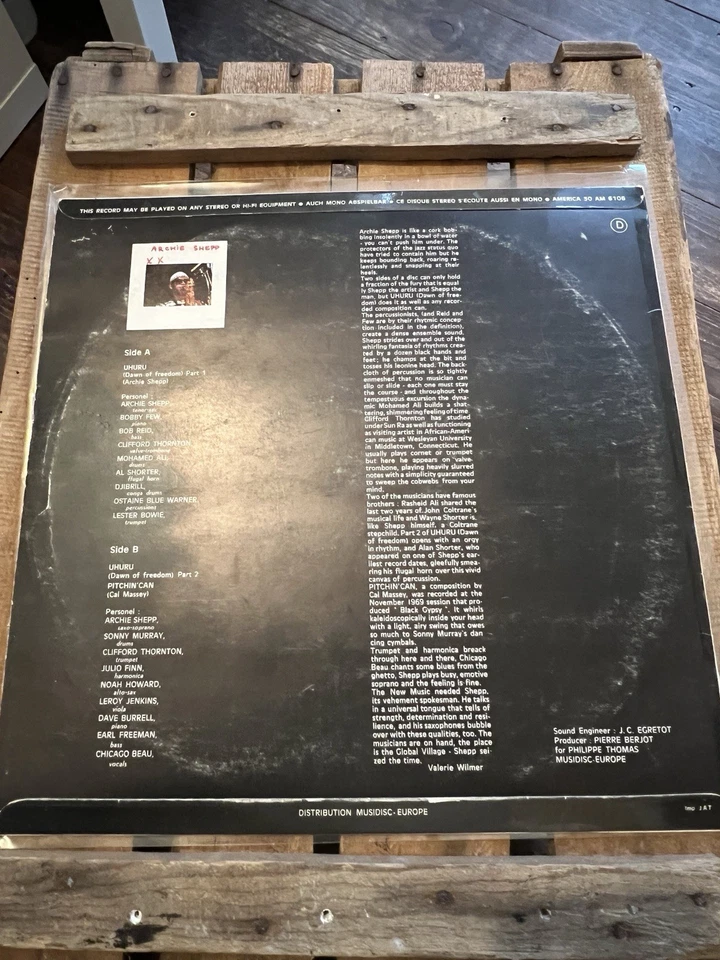 THIS RECORD MAY BE PLAYED ON ANY STEREO OR HI-FI EQUIPMENT ● AUCH MONO ABSPIELBAR ● CE DISQUE STEREO S'ECOUTE AUSSI EN MONO ● AMERICA 30 AM 6108
D
ARCHIE SHEPP
X X
Side A
UHURU
(Dawn of freedom) Part 1
(Archie Shepp)
Personel :
ARCHIE SHEPP,
tenor-sax
BOBBY FEW,
piano
BOB REID,
bass
CLIFFORD THORNTON,
valve-trombone
MOHAMED ALI,
drums
AL SHORTER,
flugel horn
DJIBRILL,
congo drums
OSTAINE BLUE WARNER,
percussions
LESTER BOWIE,
trumpet
Side B
UHURU
(Dawn of freedom) Part 2
PITCHIN'CAN
(Cal Massey)
Personel :
ARCHIE SHEPP,
saxo-soprano
SONNY MURRAY,
drums
CLIFFORD THORNTON,
trumpet
JULIO FINN,
harmonica
NOAH HOWARD,
alto-sax
LEROY JENKINS,
viola
DAVE BURRELL,
piano
EARL FREEMAN,
bass
CHICAGO BEAU,
vocals
Archie Shepp is like a cork bob-
bing insolently in a bowl of water
- you can't push him under. The
protectors of the jazz status quo
have tried to contain him but he
keeps bounding back, roaring re-
lentlessly and snapping at their
heels.
Two sides of a disc can only hold
a fraction of the fury that is equal
ly Shepp the artist and Shepp the
man, but UHURU (Dawn of free-
dom) does it as well as any recor-
ded composition can.
The percussionists, (and Reid and
Few are by their rhytmic concep-
tion included in the definition),
create a dense ensemble sound.
Shepp strides over and out of the
whirling fantasia of rhythms crea-
ted by a dozen black hands and
feet; he champs at the bit and
tosses his leonine head. The back-
cloth of percussion is so tightly
enmeshed that no musician can
slip or slide - each one must stay
the course - and throughout the
tempestuous excursion the dyna-
mic Mohamed Ali builds a shat-
tering, shimmering feeling of time
Clifford Thornton has studied
under Sun Ra as well as functioning
as visiting artist in African-Ameri-
can music at Wesleyan University
in Middletown, Connecticut. He
usually plays cornet or trumpet
but here he appears on valve-
trombone, playing heavily slurred
notes with a simplicity guaranteed
to sweep the cobwebs from your
mind.
Two of the musicians have famous
brothers : Rasheid Ali shared the
last two years of John Coltrane's
musical life and Wayne Shorter is,
like Shepp himself, a Coltrane
stepchild. Part 2 of UHURU (Dawn
of freedom) opens with an orgy
in rhythm, and Alan Shorter, who
appeared on one of Shepp's ear-
liest record dates, gleefully smea-
ring his flugal horn over this vivid
canvas of percussion.
PITCHIN'CAN, a composition by
Cal Massey, was recorded at the
November 1969 session that pro-
duced " Black Gypsy ". It whirls
kaleidoscopically inside your head
with a light, airy swing that owes
so much to Sonny Murray's dan
cing cymbals.
Trumpet and harmonica breack
through here and there, Chicago
Beau chants some blues from the
ghetto, Shepp plays busy, emotive
soprano and the feeling is fine.
The New Music needed Shepp,
its vehement spokesman. He talks
in a universal tongue that tells of
strength, determination and resi-
lience, and his saxophones bubble
over with these qualities, too. The
musicians are on hand, the place
is the Global Village - Shepp sei-
zed the time.
Valerie Wilmer
Sound Engineer : J.C. EGRETOT
Producer : PIERRE BERJOT
for PHILIPPE THOMAS
MUSIDISC-EUROPE
DISTRIBUTION MUSIDISC-EUROPE
Imp JAT